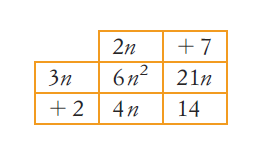 2n + 7
3n 6n² 21n
+ 2 4n 14